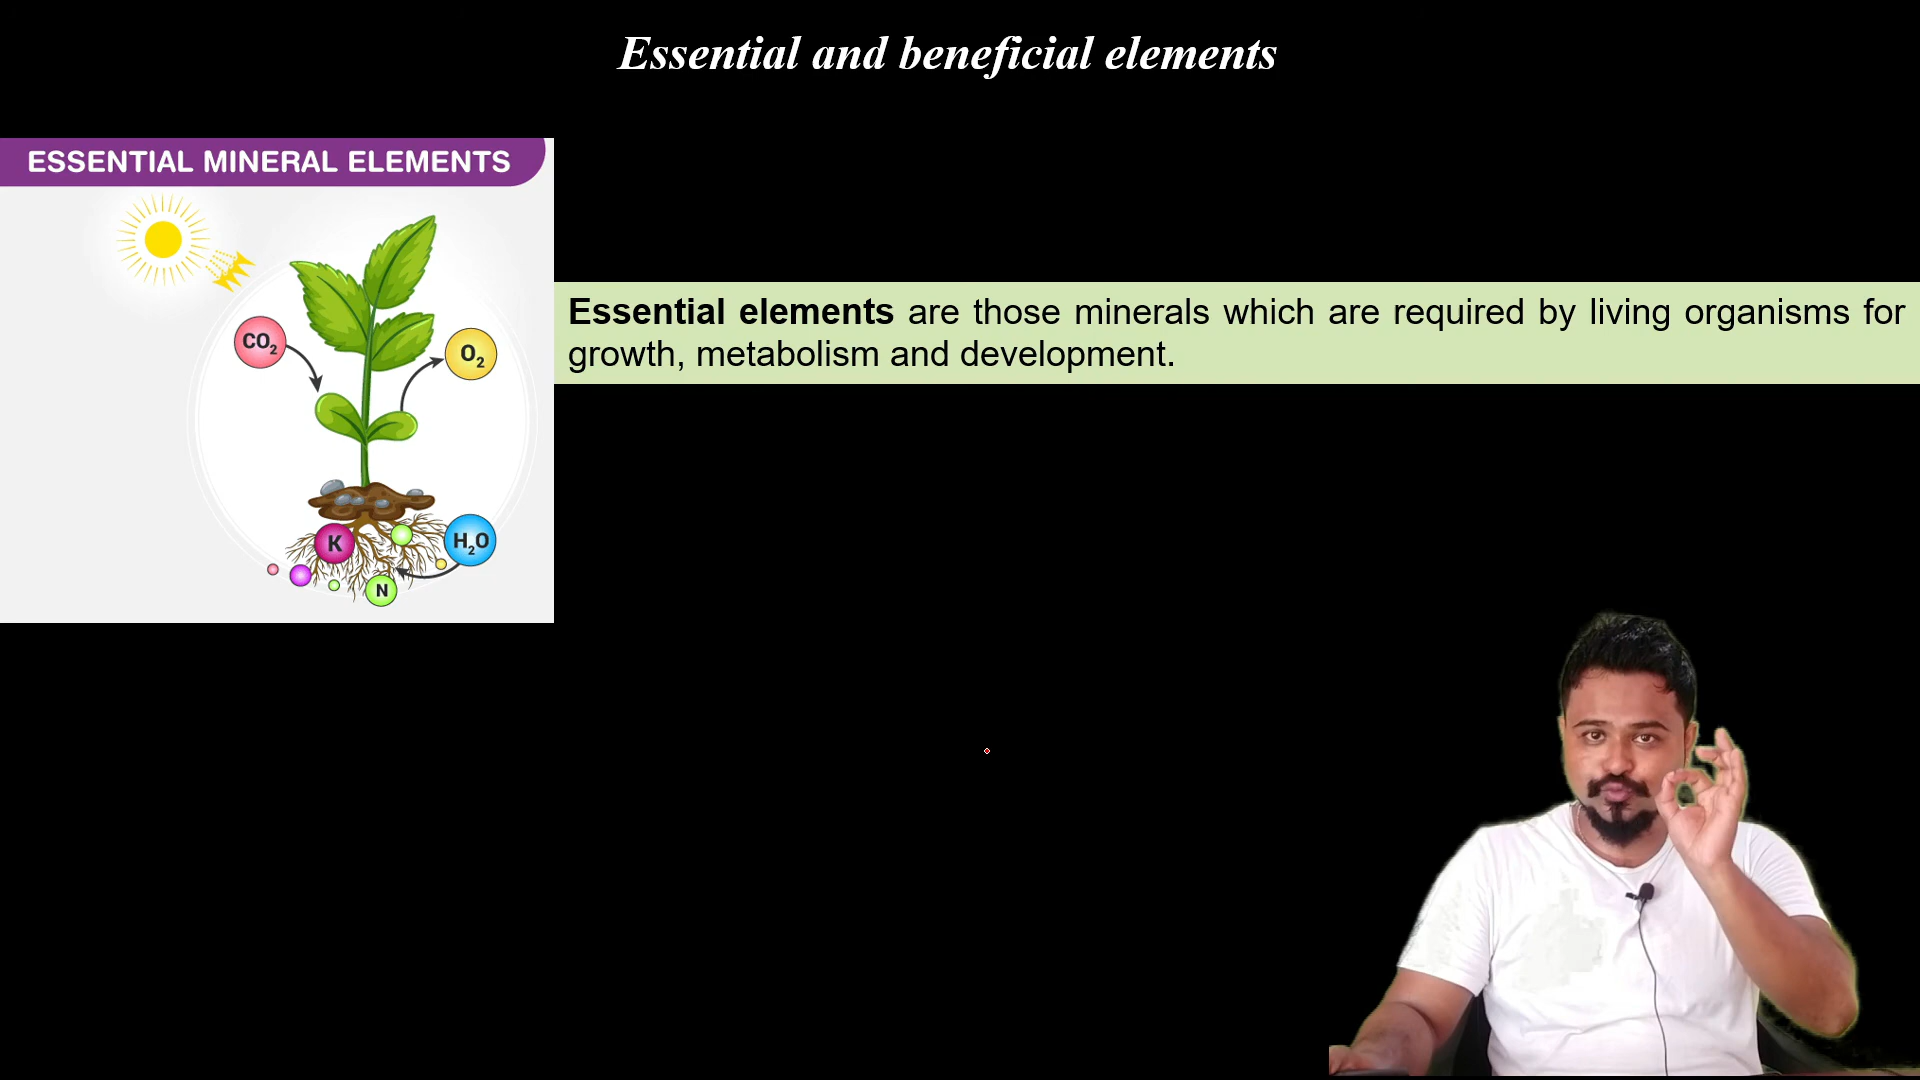 Essential and beneficial elements
ESSENTIAL MINERAL ELEMENTS
Essential elements are those minerals which are required by living organisms for
growth, metabolism and development.
CO₂
O₂
K
H₂O
N